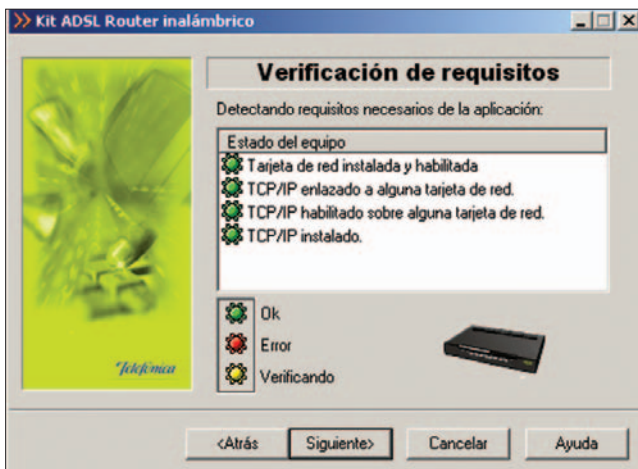 Kit ADSL Router inalámbrico
Verificación de requisitos
Detectando requisitos necesarios de la aplicación:
Estado del equipo
Tarjeta de red instalada y habilitada
TCP/IP enlazado a alguna tarjeta de red.
TCP/IP habilitado sobre alguna tarjeta de red.
TCP/IP instalado.
Ok
Error
Verificando
Telefónica
<Atrás
Siguiente>
Cancelar
Ayuda